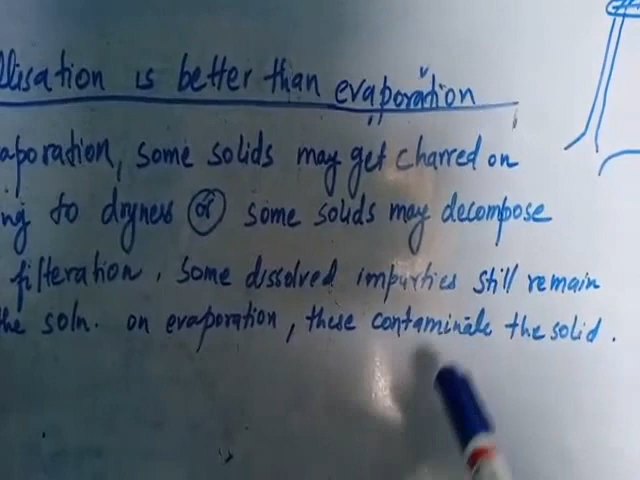 llisation is better than evaporation
aporation, some solids may get charred on
ng to dryness or some solids may decompose
filteration, some dissolved impurties still remain
the soln. on evaporation, these contaminate the solid.